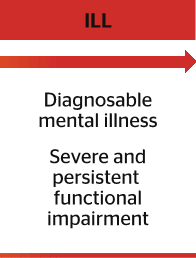 ILL
Diagnosable
mental illness
Severe and
persistent
functional
impairment